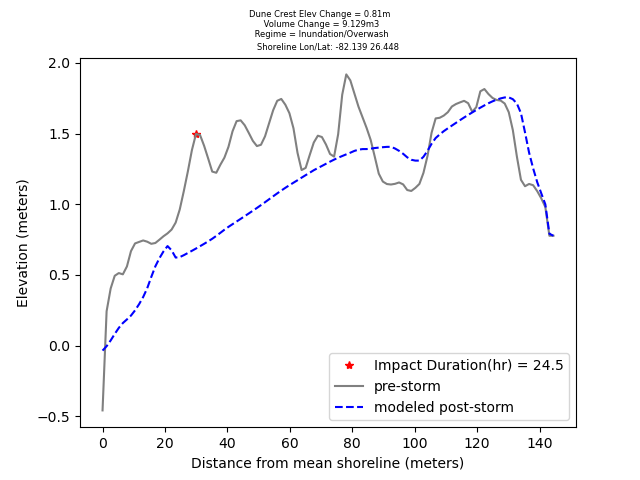 Dune Crest Elev Change = 0.81m
Volume Change = 9.129m3
Regime = Inundation/Overwash
Shoreline Lon/Lat: -82.139 26.448
2.0
1.5
1.0
0.5
0.0
−0.5
Elevation (meters)
Impact Duration(hr) = 24.5
pre-storm
modeled post-storm
0 20 40 60 80 100 120 140
Distance from mean shoreline (meters)